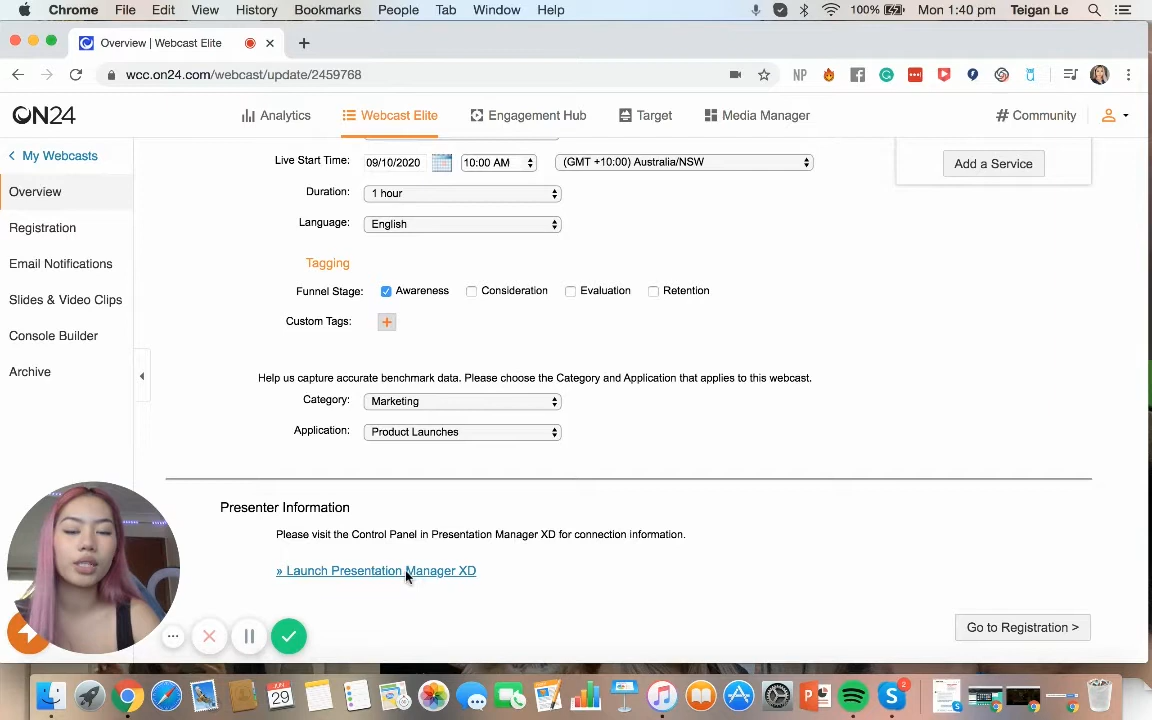 Chrome File Edit View History Bookmarks People Tab Window Help 100% Mon 1:40 pm Teigan Le
Overview | Webcast Elite
wcc.on24.com/webcast/update/2459768
NP
ON24 Analytics Webcast Elite Engagement Hub Target Media Manager # Community
My Webcasts
Overview
Registration
Email Notifications
Slides & Video Clips
Console Builder
Archive
Live Start Time: 09/10/2020 10:00 AM (GMT +10:00) Australia/NSW
Add a Service
Duration: 1 hour
Language: English
Tagging
Funnel Stage: Awareness Consideration Evaluation Retention
Custom Tags: +
Help us capture accurate benchmark data. Please choose the Category and Application that applies to this webcast.
Category: Marketing
Application: Product Launches
Presenter Information
Please visit the Control Panel in Presentation Manager XD for connection information.
» Launch Presentation Manager XD
Go to Registration >
JUN
29
2